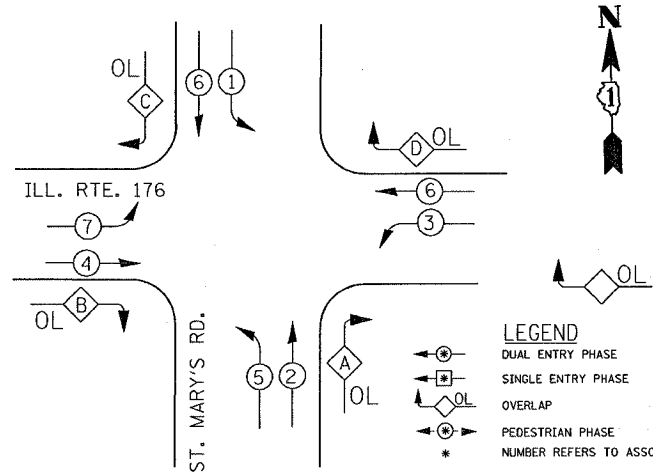 N
1
OL
C
6
1
D
OL
ILL. RTE. 176
6
3
7
4
B
OL
OL
ST. MARY'S RD.
5
2
A
OL
LEGEND
* DUAL ENTRY PHASE
* SINGLE ENTRY PHASE
OL OVERLAP
* PEDESTRIAN PHASE
* NUMBER REFERS TO ASSO